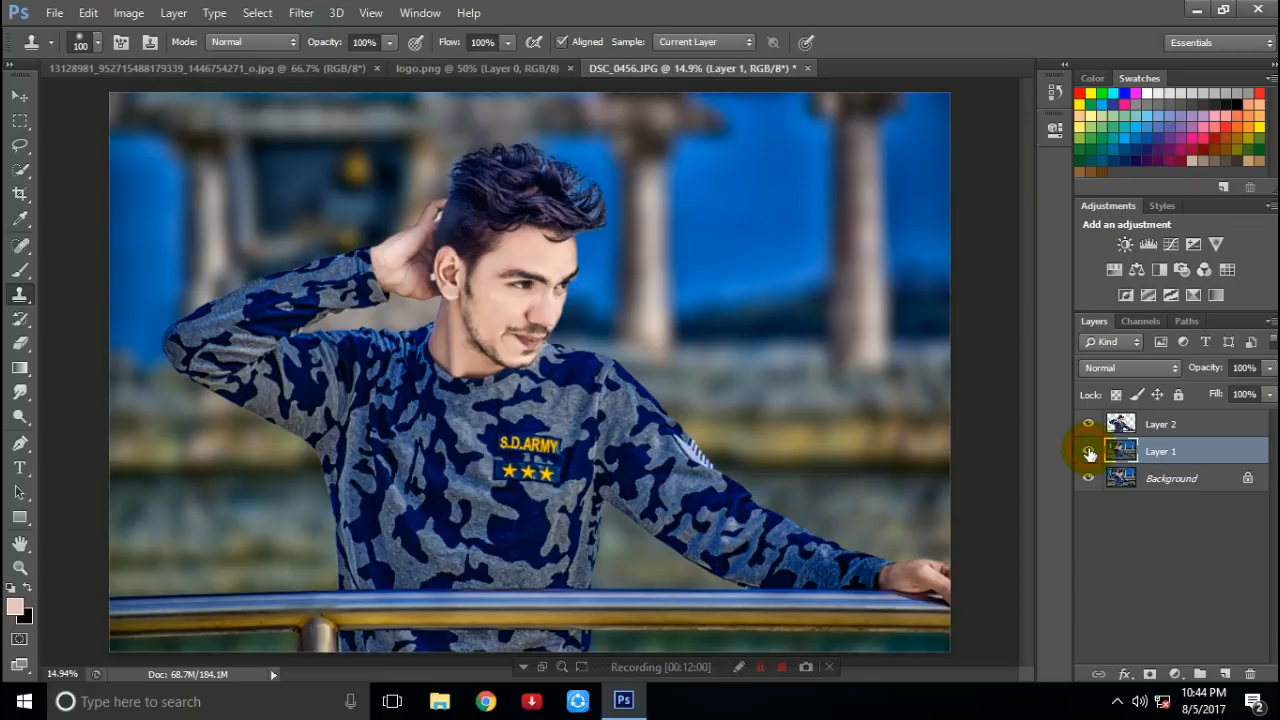 Ps File Edit Image Layer Type Select Filter 3D View Window Help
100 Mode: Normal Opacity: 100% Flow: 100% Aligned Sample: Current Layer Essentials
13128981_952715488179339_1446754271_o.jpg @ 66.7% (RGB/8*) × logo.png @ 50% (Layer 0, RGB/8) × DSC_0456.JPG @ 14.9% (Layer 1, RGB/8*) * ×
Color Swatches
Adjustments Styles
Add an adjustment
Layers Channels Paths
Kind
Normal Opacity: 100%
Lock: Fill: 100%
Layer 2
Layer 1
Background
S.D.ARMY
14.94% Doc: 68.7M/184.1M
Recording [00:12:00]
Type here to search
Ps
10:44 PM
8/5/2017
2